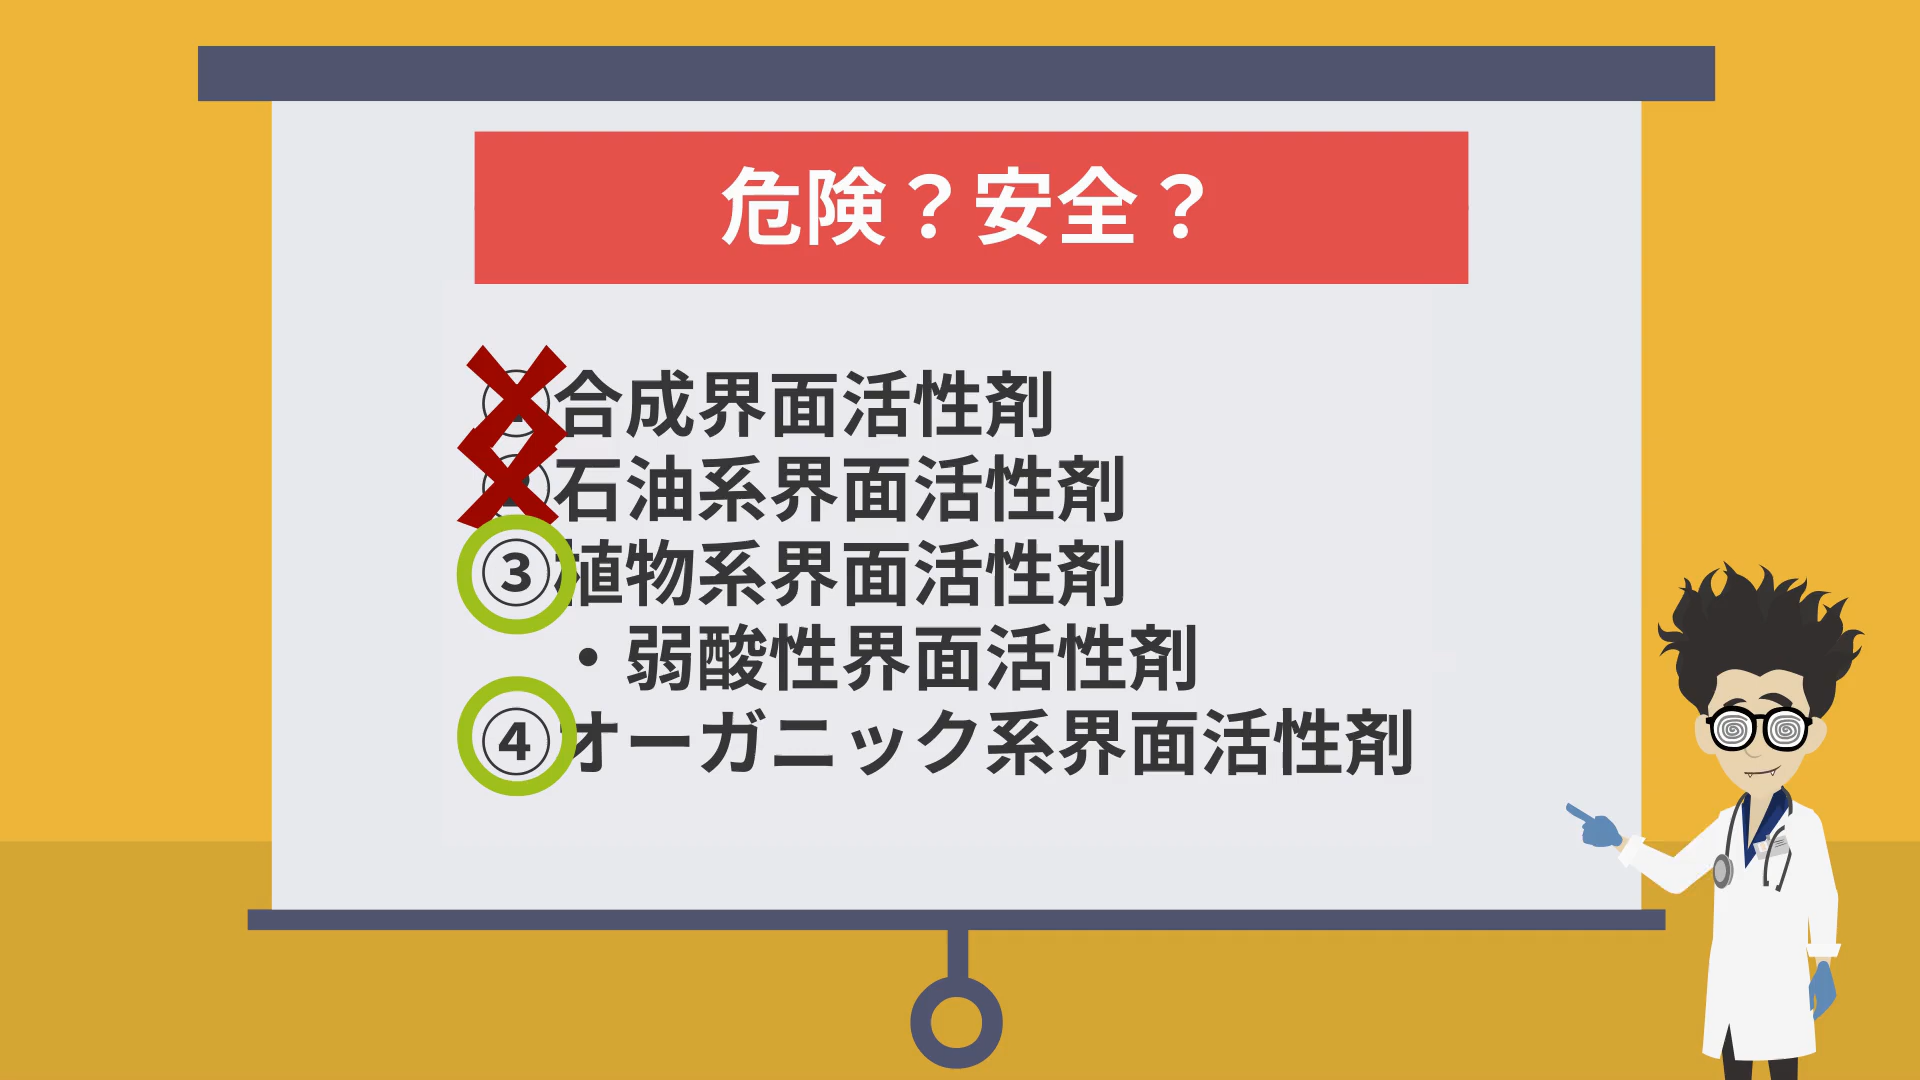 危険？安全？
合成界面活性剤
②石油系界面活性剤
③植物系界面活性剤
・弱酸性界面活性剤
④オーガニック系界面活性剤